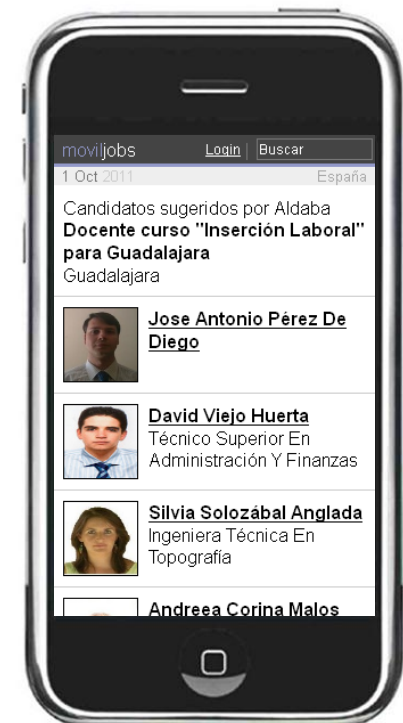 moviljobs Login | Buscar
1 Oct 2011 España
Candidatos sugeridos por Aldaba
Docente curso "Inserción Laboral"
para Guadalajara
Guadalajara
Jose Antonio Pérez De
Diego
David Viejo Huerta
Técnico Superior En
Administración Y Finanzas
Silvia Solozábal Anglada
Ingeniera Técnica En
Topografía
Andreea Corina Malos